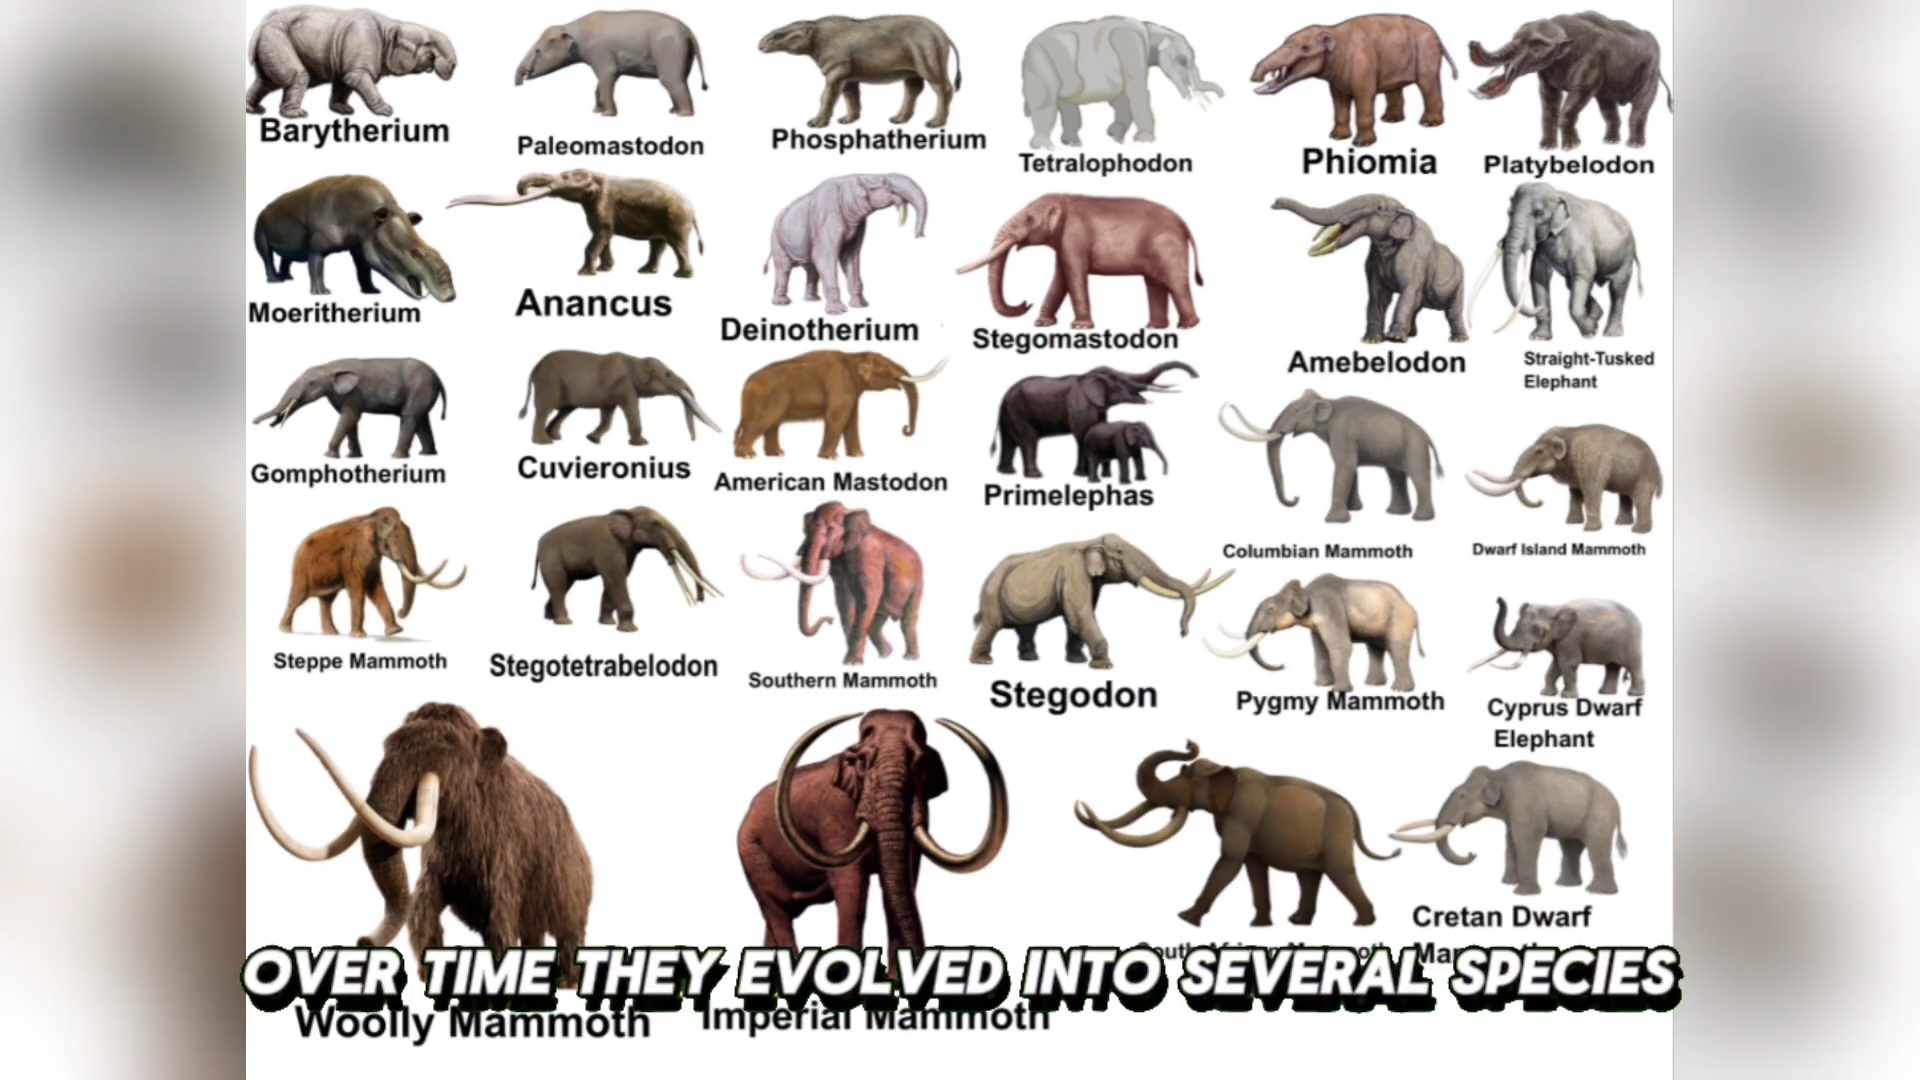 Barytherium
Paleomastodon
Phosphatherium
Tetralophodon
Phiomia
Platybelodon
Moeritherium
Anancus
Deinotherium
Stegomastodon
Amebelodon
Straight-Tusked
Elephant
Gomphotherium
Cuvieronius
American Mastodon
Primelephas
Columbian Mammoth
Dwarf Island Mammoth
Steppe Mammoth
Stegotetrabelodon
Southern Mammoth
Stegodon
Pygmy Mammoth
Cyprus Dwarf
Elephant
Cretan Dwarf
OVER TIME THEY EVOLVED INTO SEVERAL SPECIES
Woolly Mammoth
Imperial Mammoth